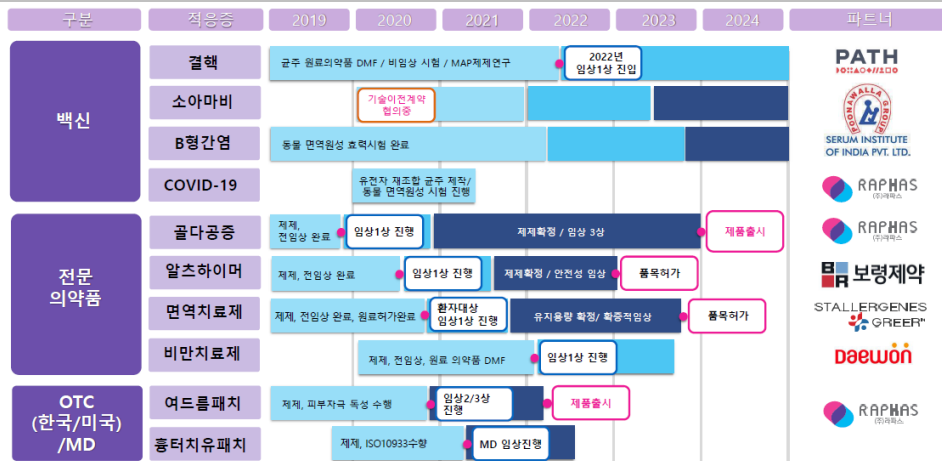 구분 적응증 2019 2020 2021 2022 2023 2024 파트너
백신
결핵
균주 원료의약품 DMF / 비임상 시험 / MAP제제연구
2022년
임상1상 진입
PATH
소아마비
기술이전계약
협의중
POONAWALLA GROUP
SERUM INSTITUTE
OF INDIA PVT. LTD.
B형간염
동물 면역원성 효력시험 완료
COVID-19
유전자 재조합 균주 제작/
동물 면역원성 시험 진행
RAPHAS
(주)라파스
전문
의약품
골다공증
제제,
전임상 완료
임상1상 진행
제제확정 / 임상 3상
제품출시
RAPHAS
(주)라파스
알츠하이머
제제, 전임상 완료
임상1상 진행
제제확정 / 안전성 임상
품목허가
BR 보령제약
면역치료제
제제, 전임상 완료, 원료허가완료
환자대상
임상1상 진행
유지용량 확정/ 확증적임상
품목허가
STALLERGENES
GREER
비만치료제
제제, 전임상, 원료 의약품 DMF
임상1상 진행
DAEWON
OTC
(한국/미국)
/MD
여드름패치
제제, 피부자극 독성 수행
임상2/3상
진행
제품출시
RAPHAS
(주)라파스
흉터치유패치
제제, ISO10933수향
MD 임상진행